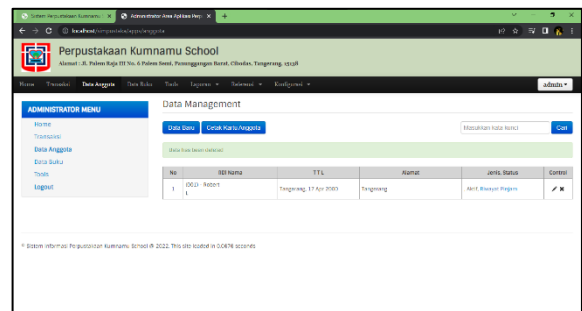 Sistem Perpustakaan Kumnamu
Administrator Area Aplikasi Perp
localhost/simpustaka/apps/anggota
Perpustakaan Kumnamu School
Alamat : Jl. Palem Raja III No. 6 Palem Semi, Panunggangan Barat, Cibodas, Tangerang, 15138
Home Transaksi Data Anggota Data Buku Tools Laporan Referensi Konfigurasi admin
ADMINISTRATOR MENU
Home
Transaksi
Data Anggota
Data Buku
Tools
Logout
Data Management
Data Baru Cetak Kartu Anggota Masukkan kata kunci Cari
Data has been deleted
No Nama T T L Alamat Jenis, Status Control
1 Robert Tangerang, 17 Apr 2003 Tangerang Aktif,
L
Sistem Informasi Perpustakaan Kumnamu School © 2022. This site loaded in 0.0876 seconds